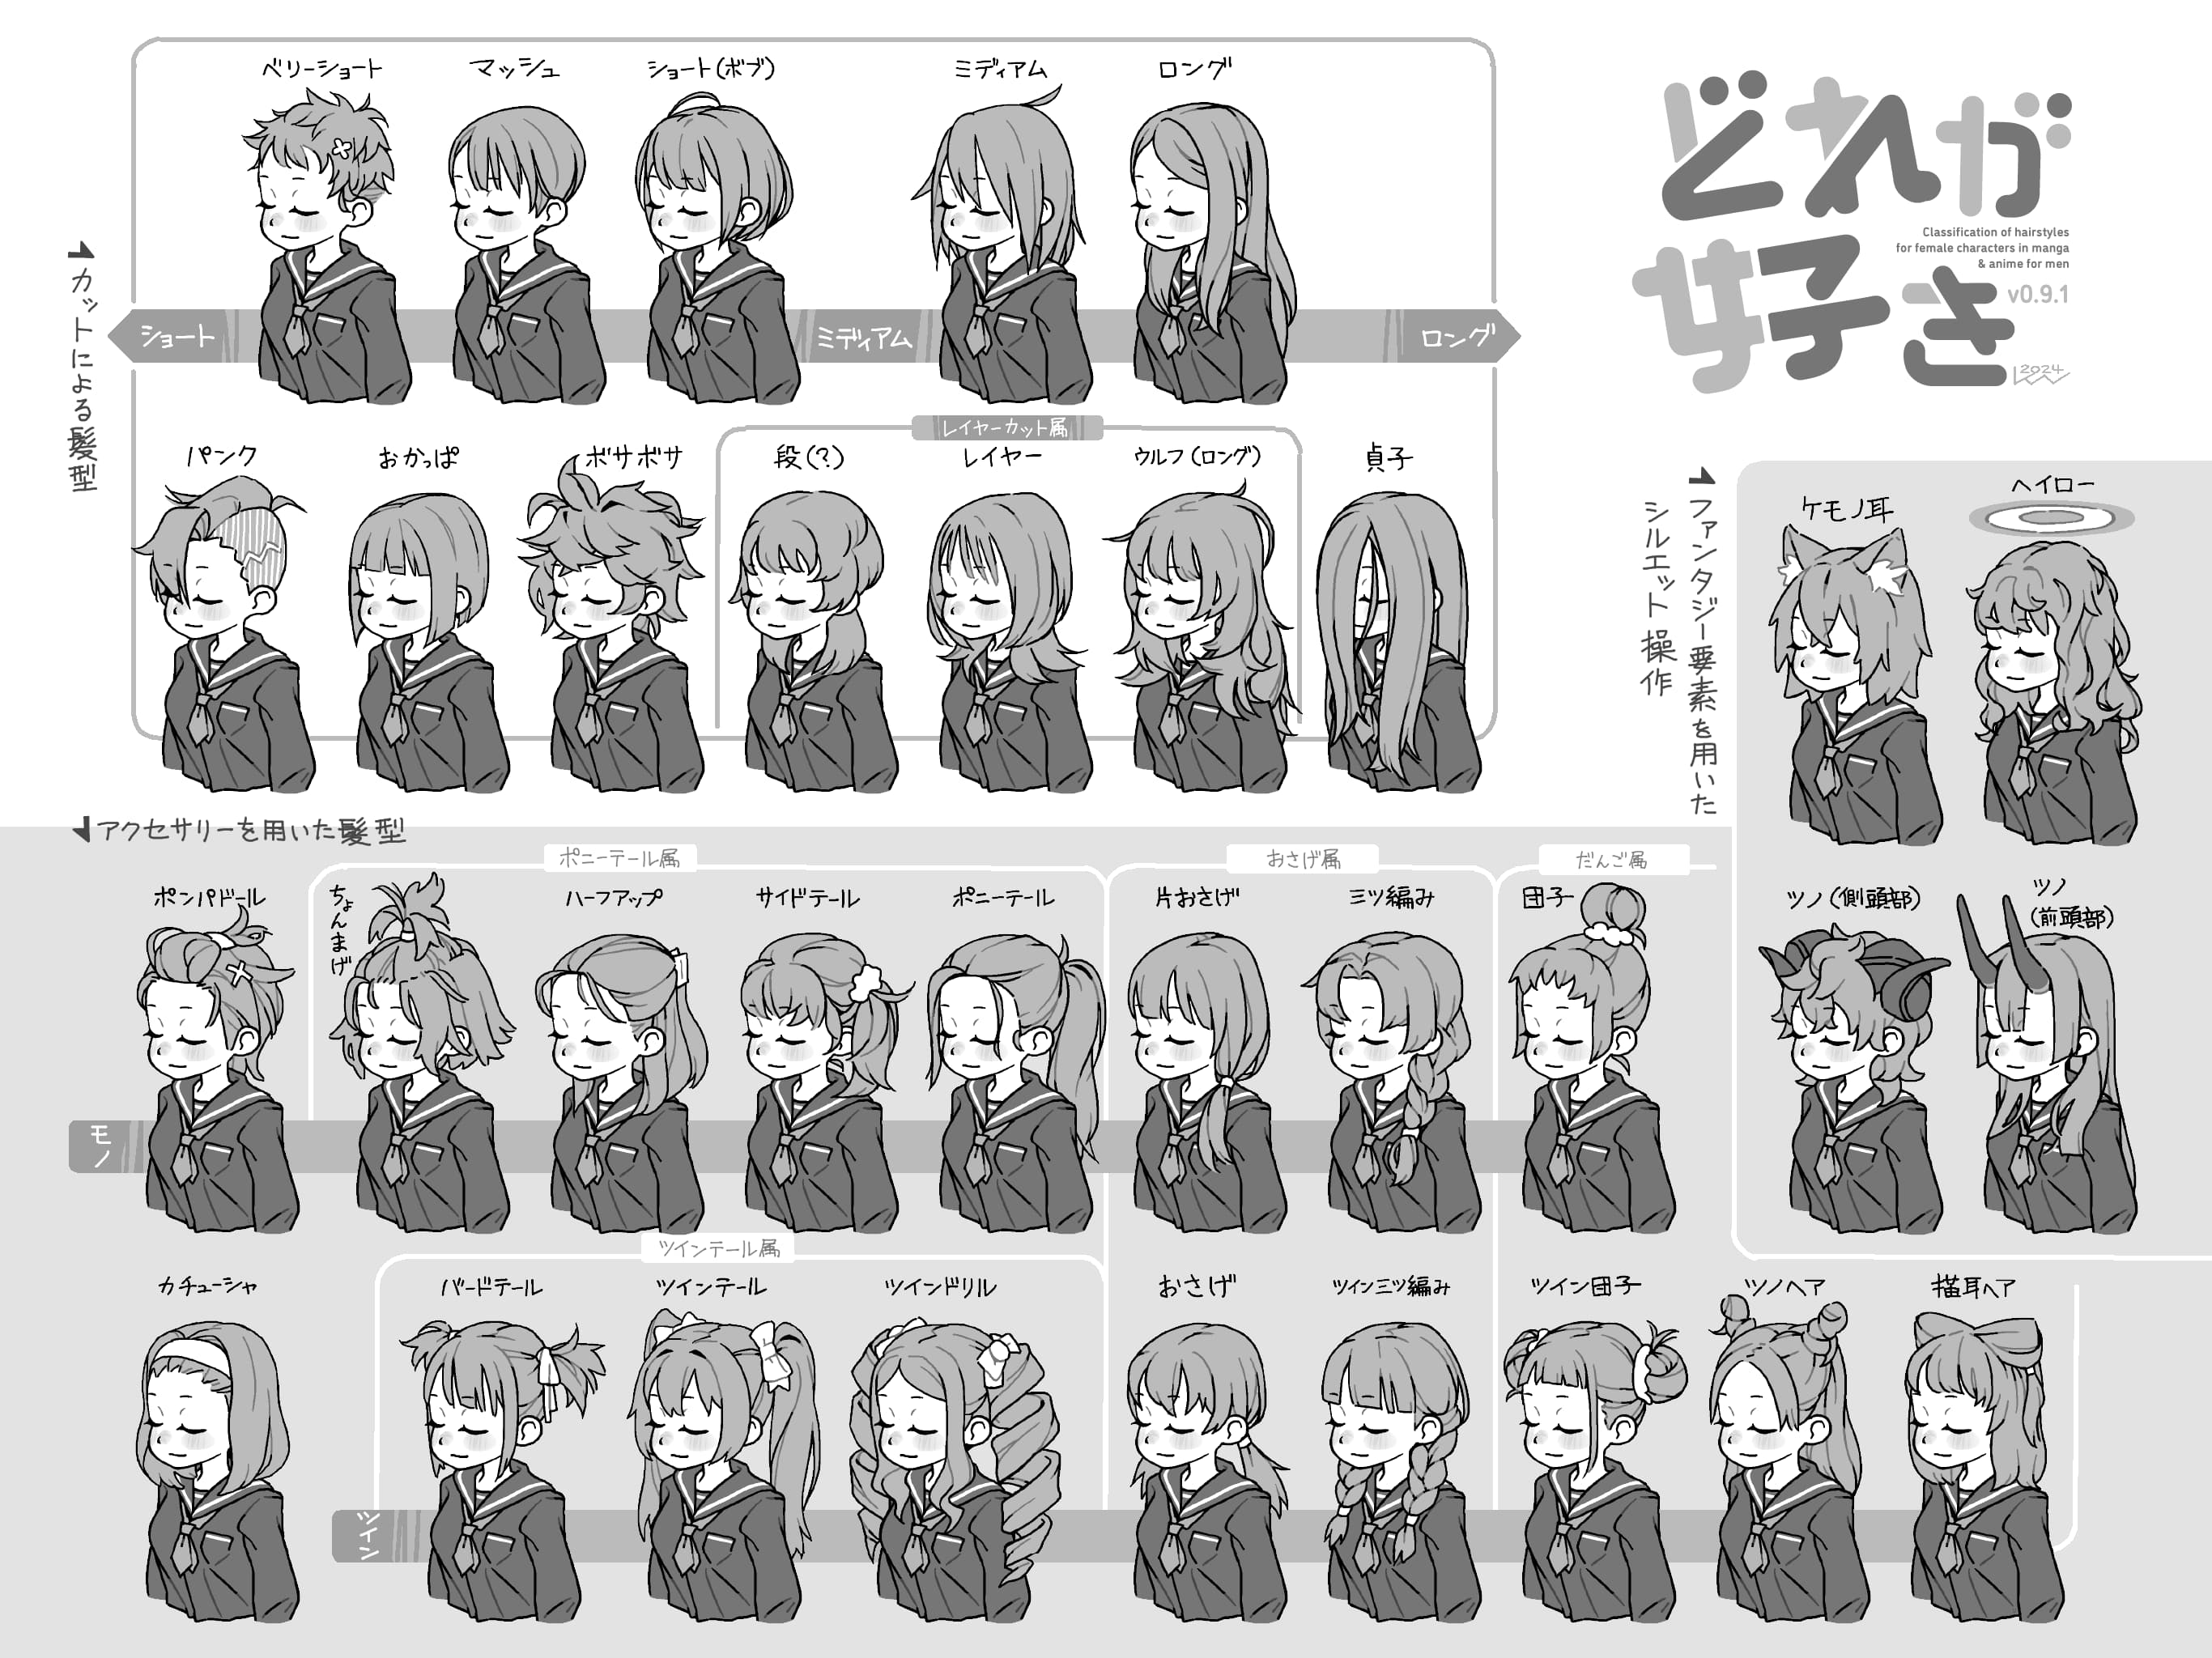 どれが
好き
Classification of hairstyles
for female characters in manga
& anime for men
v0.9.1
2024
カットによる髪型
ベリーショート
マッシュ
ショート(ボブ)
ミディアム
ロング
ショート
ミディアム
ロング
レイヤーカット属
パンク
おかっぱ
ボサボサ
段(?)
レイヤー
ウルフ(ロング)
貞子
ファンタジー要素を用いた
シルエット操作
ケモノ耳
ヘイロー
ツノ(側頭部)
ツノ
(前頭部)
アクセサリーを用いた髪型
ポニーテール属
おさげ属
だんご属
ポンパドール
ちょんまげ
ハーフアップ
サイドテール
ポニーテール
片おさげ
三ツ編み
団子
モノ
ツインテール属
カチューシャ
バードテール
ツインテール
ツインドリル
おさげ
ツイン三ツ編み
ツイン団子
ツノヘア
猫耳ヘア
ツイン